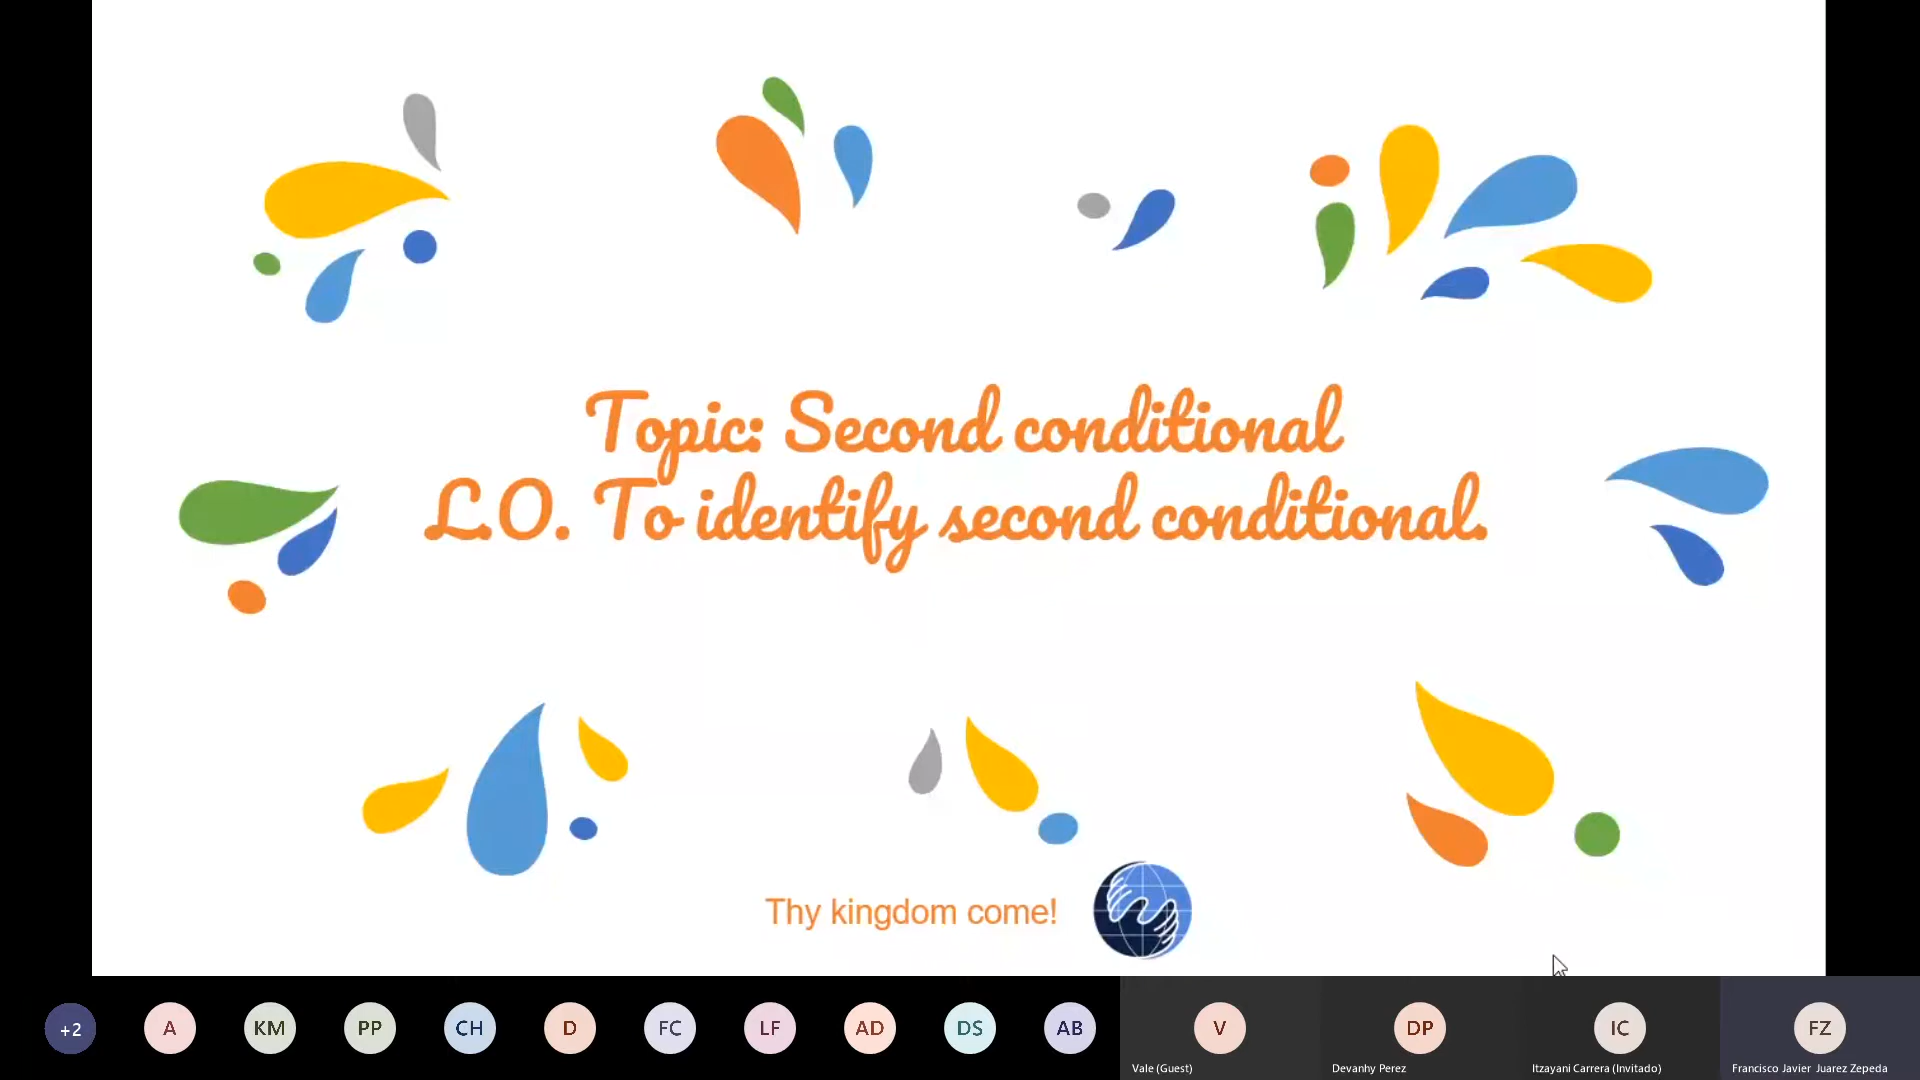 Topic: Second conditional
L.O. To identify second conditional.
Thy kingdom come!
+2
A
KM
PP
CH
D
FC
LF
AD
DS
AB
V
DP
IC
FZ
Vale (Guest)
Devanhy Perez
Itzayani Carrera (Invitado)
Francisco Javier Juarez Zepeda